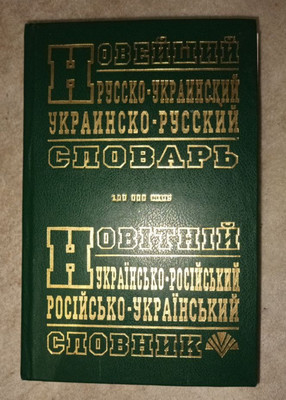 НОВЕЙШИЙ
РУССКО-УКРАИНСКИЙ
УКРАИНСКО-РУССКИЙ
СЛОВАРЬ
НОВІТНІЙ
УКРАЇНСЬКО-РОСІЙСЬКИЙ
РОСІЙСЬКО-УКРАЇНСЬКИЙ
СЛОВНИК